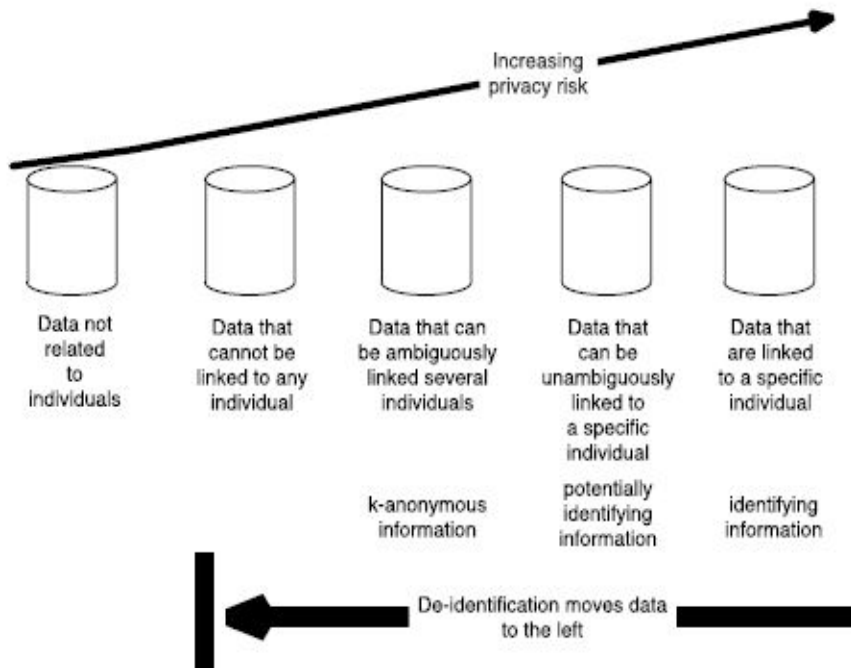 Increasing
privacy risk
Data not
related
to
individuals
Data that
cannot be
linked to any
individual
Data that can
be ambiguously
linked several
individuals
Data that
can be
unambiguously
linked to
a specific
individual
Data that
are linked
to a specific
individual
k-anonymous
information
potentially
identifying
information
identifying
information
De-identification moves data
to the left